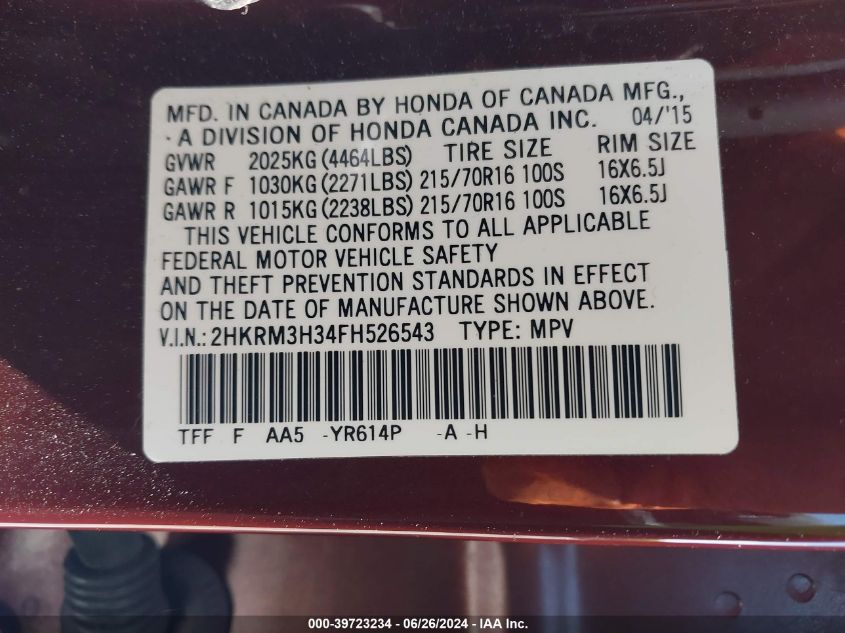 MFD. IN CANADA BY HONDA OF CANADA MFG.,
A DIVISION OF HONDA CANADA INC. 04/'15
GVWR 2025KG (4464LBS) TIRE SIZE RIM SIZE
GAWR F 1030KG (2271LBS) 215/70R16 100S 16X6.5J
GAWR R 1015KG (2238LBS) 215/70R16 100S 16X6.5J
THIS VEHICLE CONFORMS TO ALL APPLICABLE
FEDERAL MOTOR VEHICLE SAFETY
AND THEFT PREVENTION STANDARDS IN EFFECT
ON THE DATE OF MANUFACTURE SHOWN ABOVE.
V.I.N.: 2HKRM3H34FH526543 TYPE: MPV
TFF F AA5 -YR614P -A -H
000-39723234 - 06/26/2024 - IAA Inc.